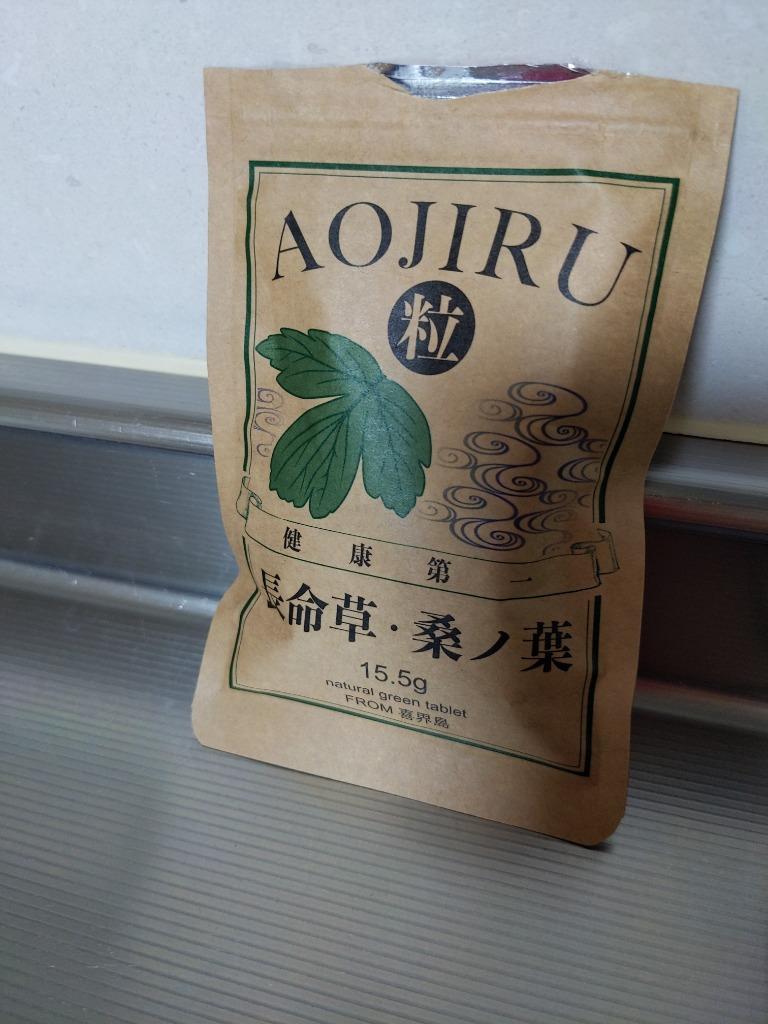 AOJIRU
粒
健康第一
長命草・桑ノ葉
15.5g
natural green tablet
FROM 喜界島